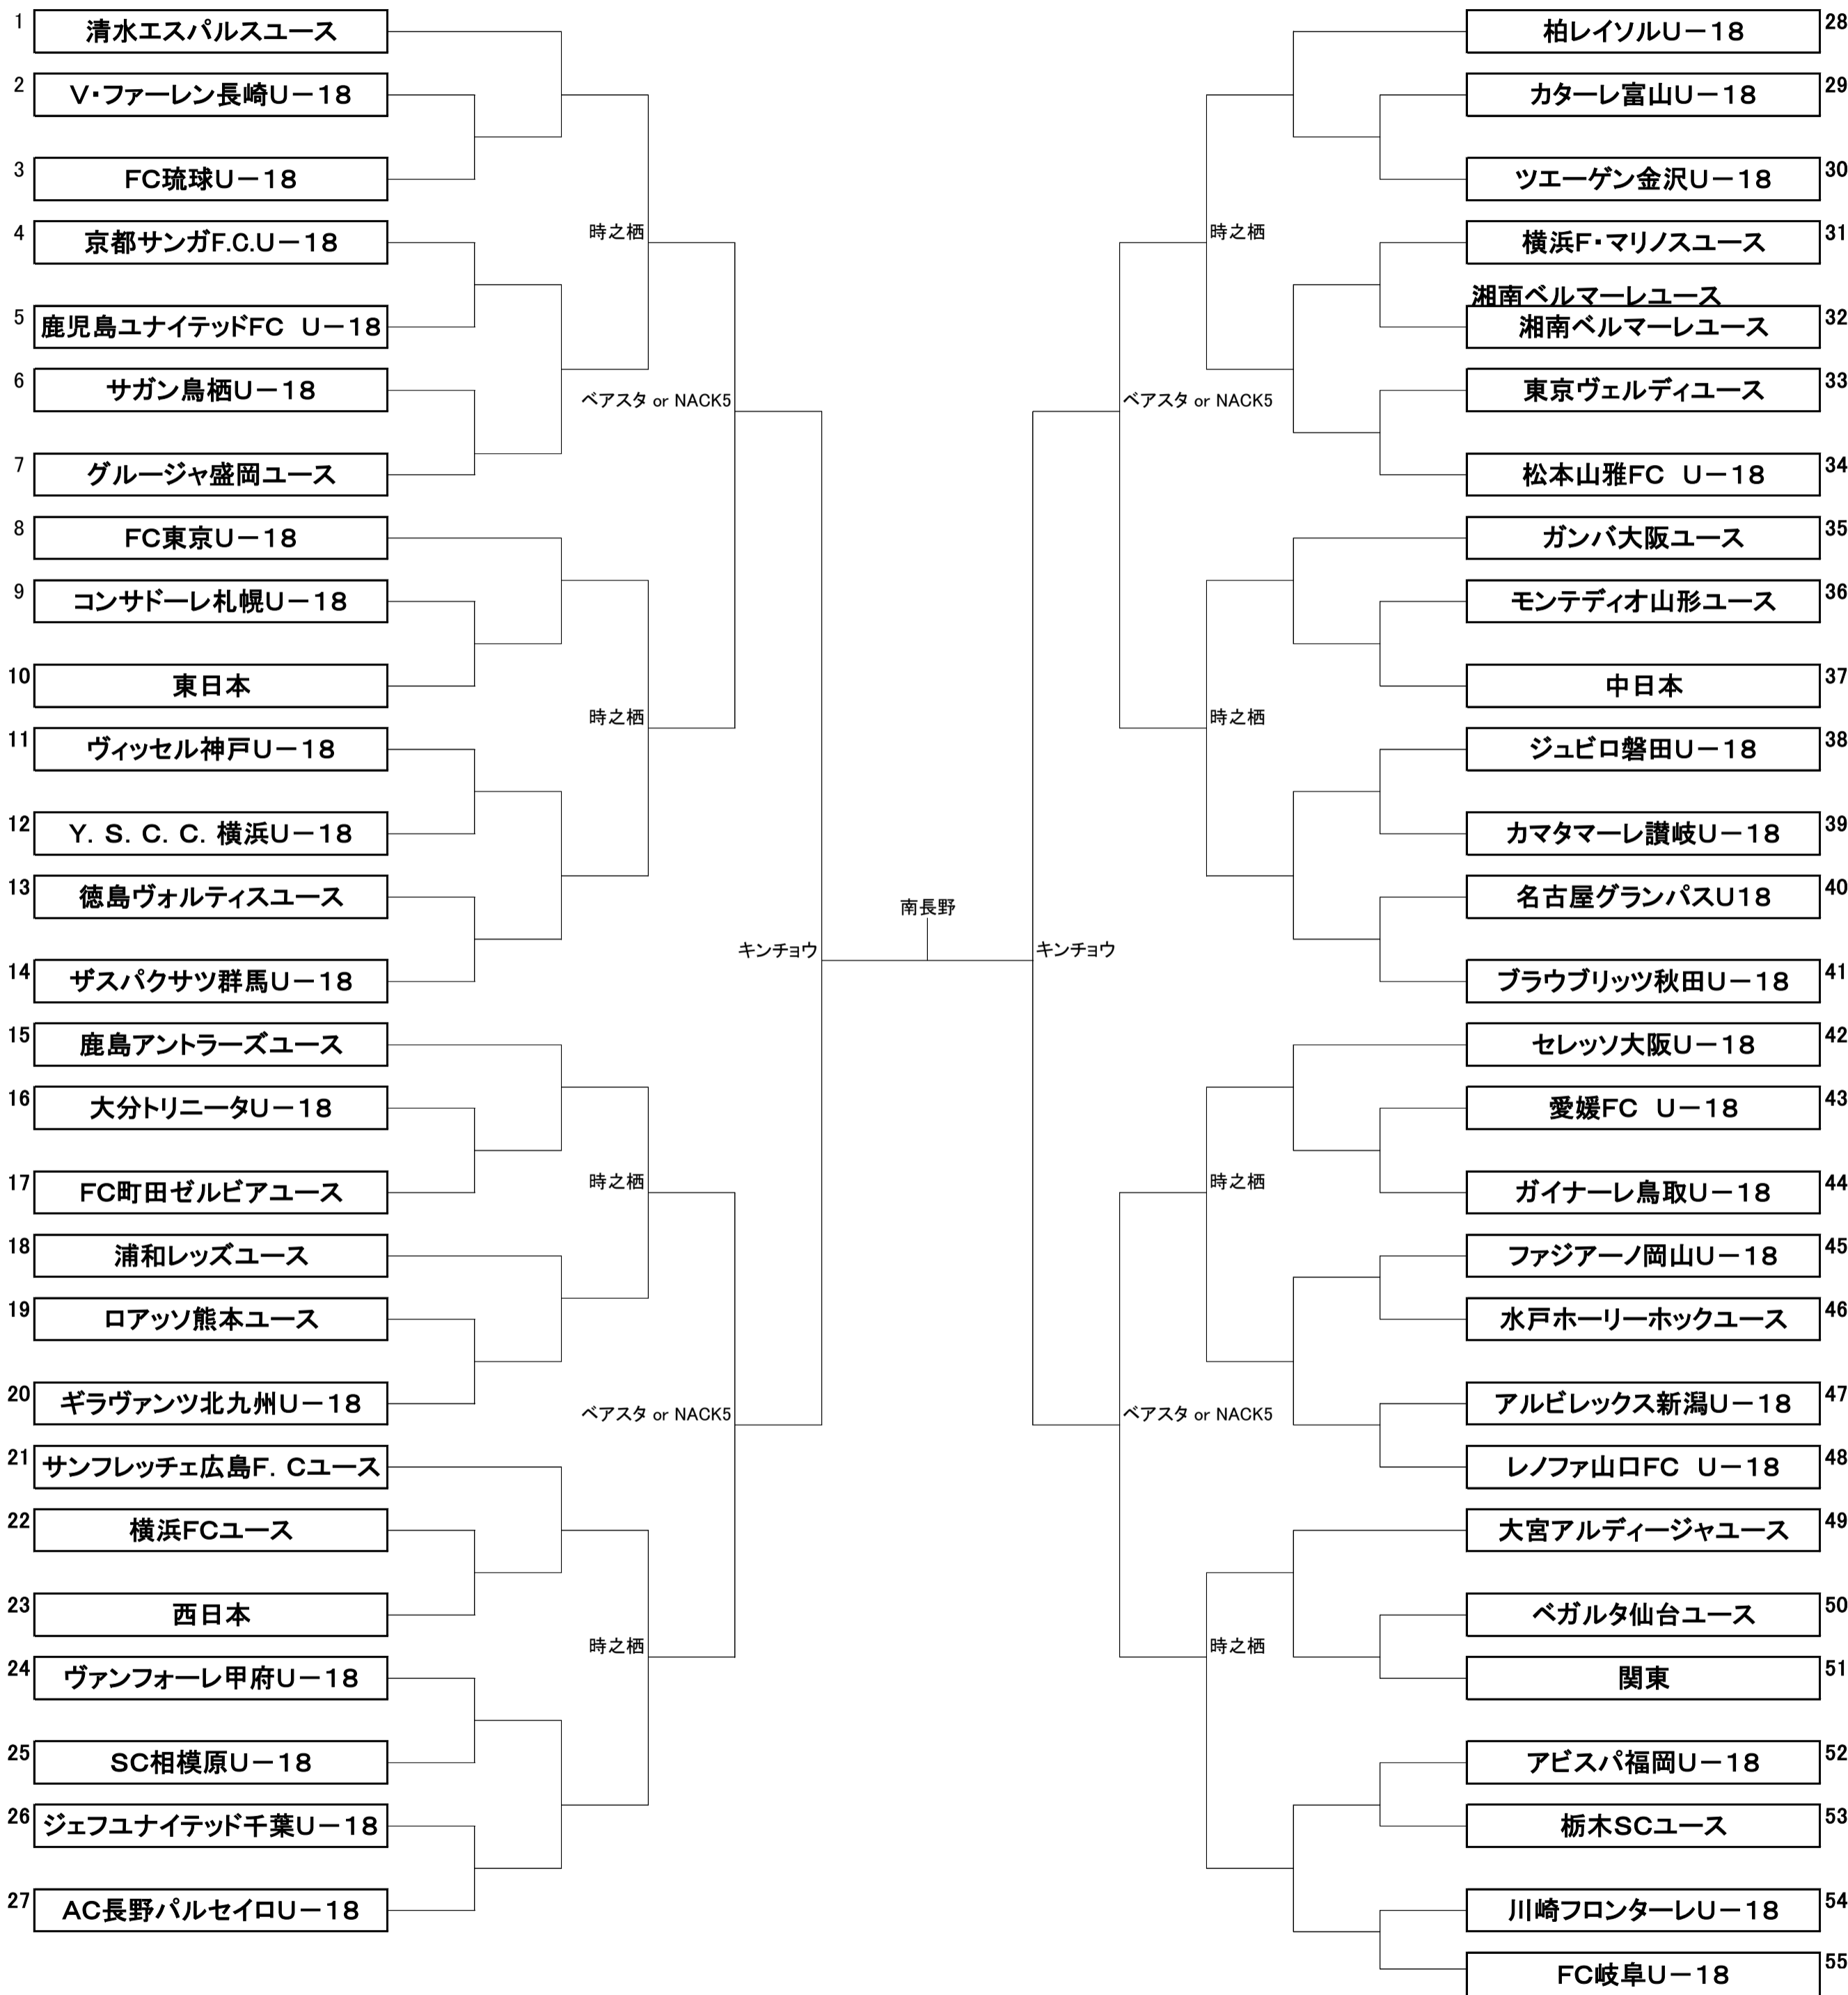 1 清水エスパルスユース
2 V・ファーレン長崎U－18
3 FC琉球U－18
4 京都サンガF.C.U－18
5 鹿児島ユナイテッドFC　U－18
6 サガン鳥栖U－18
7 グルージャ盛岡ユース
8 FC東京U－18
9 コンサドーレ札幌U－18
10 東日本
11 ヴィッセル神戸U－18
12 Y．S．C．C．横浜U－18
13 徳島ヴォルティスユース
14 ザスパクサツ群馬U－18
15 鹿島アントラーズユース
16 大分トリニータU－18
17 FC町田ゼルビアユース
18 浦和レッズユース
19 ロアッソ熊本ユース
20 ギラヴァンツ北九州U－18
21 サンフレッチェ広島F．Cユース
22 横浜FCユース
23 西日本
24 ヴァンフォーレ甲府U－18
25 SC相模原U－18
26 ジェフユナイテッド千葉U－18
27 AC長野パルセイロU－18
時之栖
ベアスタ or NACK5
時之栖
キンチョウ
時之栖
ベアスタ or NACK5
時之栖
南長野
時之栖
ベアスタ or NACK5
時之栖
キンチョウ
時之栖
ベアスタ or NACK5
時之栖
柏レイソルU－18 28
カターレ富山U－18 29
ツエーゲン金沢U－18 30
横浜F・マリノスユース 31
湘南ベルマーレユース
湘南ベルマーレユース 32
東京ヴェルディユース 33
松本山雅FC　U－18 34
ガンバ大阪ユース 35
モンテディオ山形ユース 36
中日本 37
ジュビロ磐田U－18 38
カマタマーレ讃岐U－18 39
名古屋グランパスU18 40
ブラウブリッツ秋田U－18 41
セレッソ大阪U－18 42
愛媛FC　U－18 43
ガイナーレ鳥取U－18 44
ファジアーノ岡山U－18 45
水戸ホーリーホックユース 46
アルビレックス新潟U－18 47
レノファ山口FC　U－18 48
大宮アルディージャユース 49
ベガルタ仙台ユース 50
関東 51
アビスパ福岡U－18 52
栃木SCユース 53
川崎フロンターレU－18 54
FC岐阜U－18 55